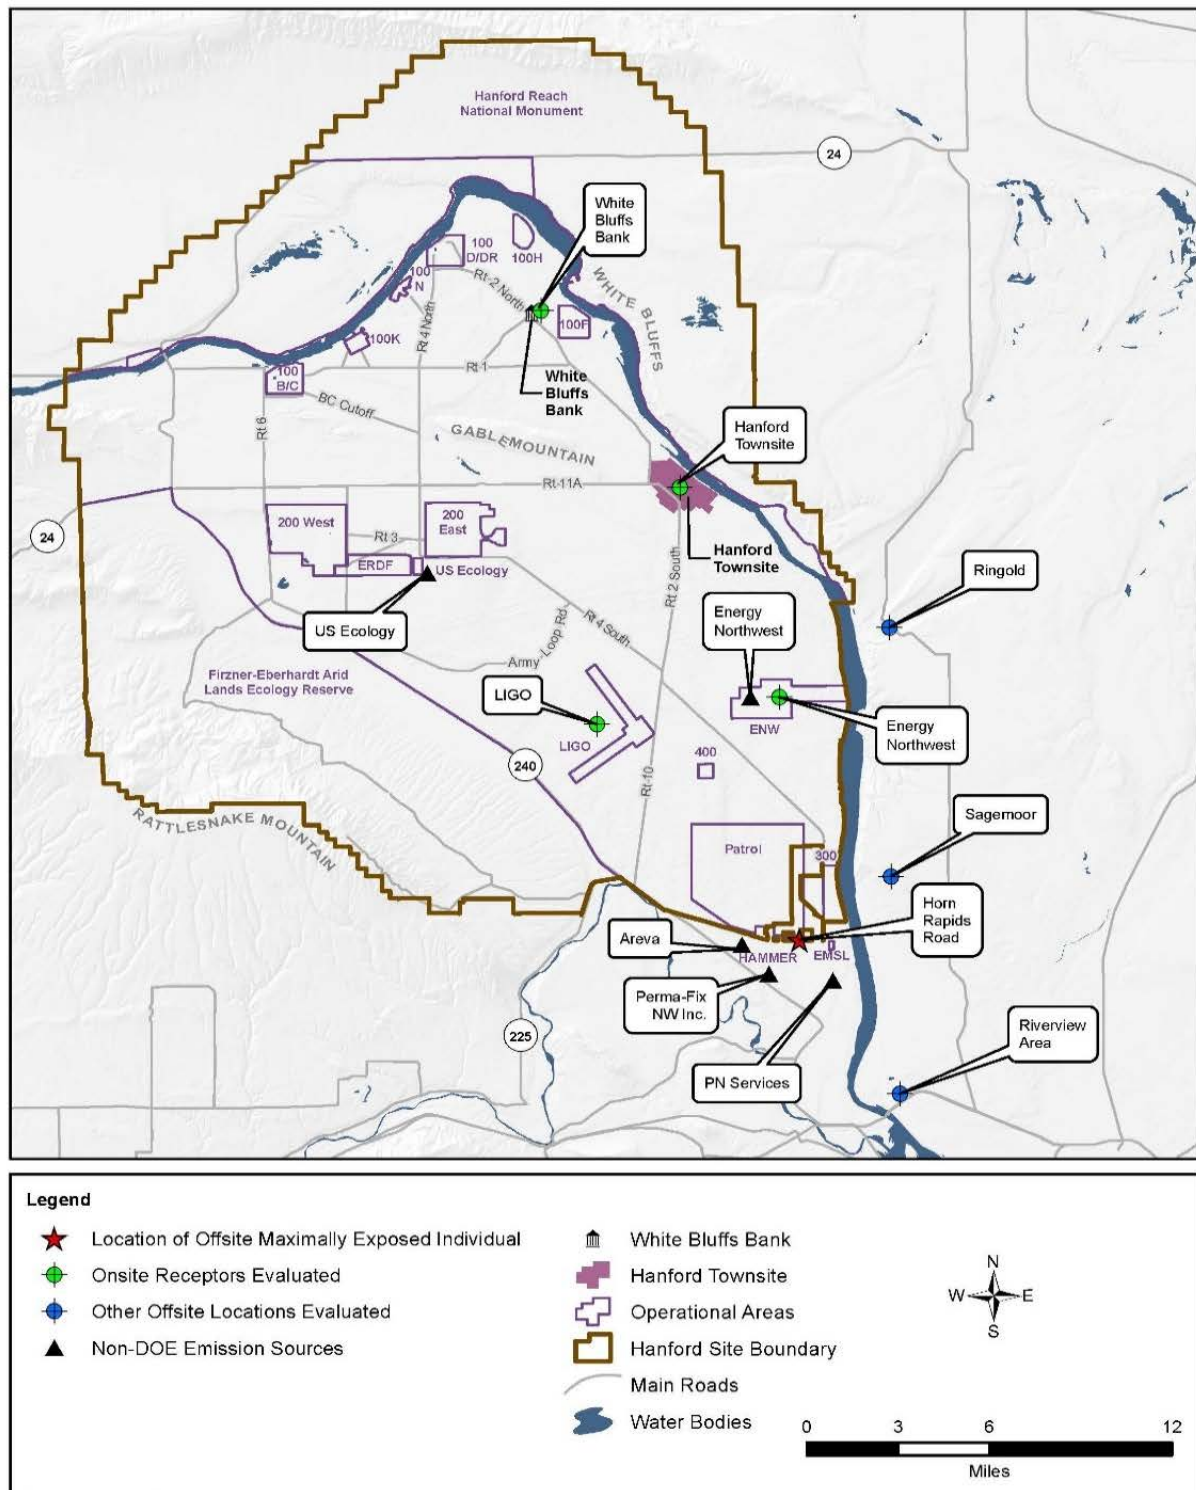 Hanford Reach
National Monument
24
White
Bluffs
Bank
100
D/DR
100H
100
N
Rt-2 North
WHITE BLUFFS
100F
Rt 4 North
100K
Rt 1
White
Bluffs
Bank
100
B/C
BC Cutoff
Rt 6
GABLEMOUNTAIN
Hanford
Townsite
Rt-11A
200 West
200
East
24
Rt 3
ERDF
US Ecology
Hanford
Townsite
Ringold
US Ecology
Rt 2 South
Energy
Northwest
Rt 4 South
Army-Loop Rd
Firzner-Eberhardt Arid
Lands Ecology Reserve
LIGO
LIGO
ENW
Energy
Northwest
240
400
Rt-10
RATTLESNAKE MOUNTAIN
Sagemoor
Patrol
300
Horn
Rapids
Road
Areva
HAMMER
EMSL
Perma-Fix
NW Inc.
225
PN Services
Riverview
Area
Legend
Location of Offsite Maximally Exposed Individual
Onsite Receptors Evaluated
Other Offsite Locations Evaluated
Non-DOE Emission Sources
White Bluffs Bank
Hanford Townsite
Operational Areas
Hanford Site Boundary
Main Roads
Water Bodies
N
W
E
S
0 3 6 12
Miles